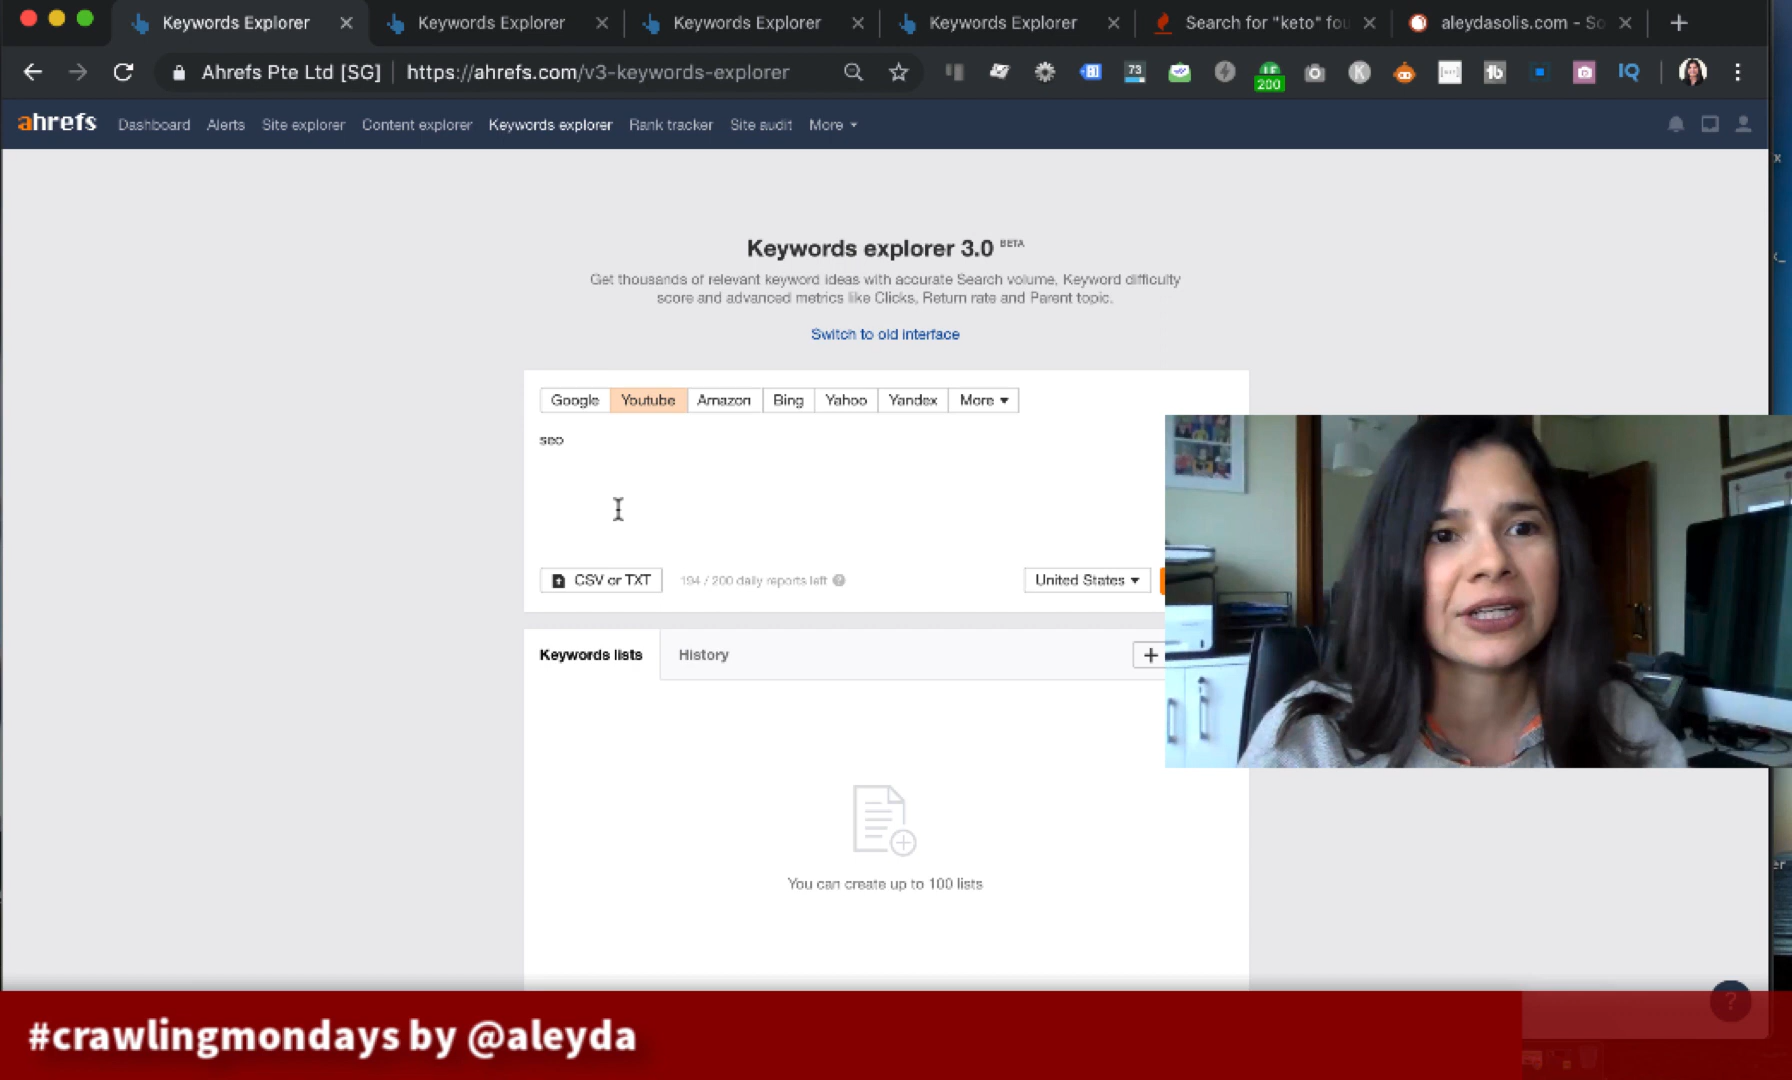 Keywords Explorer
Keywords Explorer
Keywords Explorer
Keywords Explorer
Search for "keto" fou
aleydasolis.com - So
Ahrefs Pte Ltd [SG] https://ahrefs.com/v3-keywords-explorer
73
200
K
IQ
ahrefs Dashboard Alerts Site explorer Content explorer Keywords explorer Rank tracker Site audit More
Keywords explorer 3.0 BETA
Get thousands of relevant keyword ideas with accurate Search volume, Keyword difficulty
score and advanced metrics like Clicks, Return rate and Parent topic.
Switch to old interface
Google Youtube Amazon Bing Yahoo Yandex More
seo
CSV or TXT 194 / 200 daily reports left ? United States
Keywords lists History +
You can create up to 100 lists
?
#crawlingmondays by @aleyda